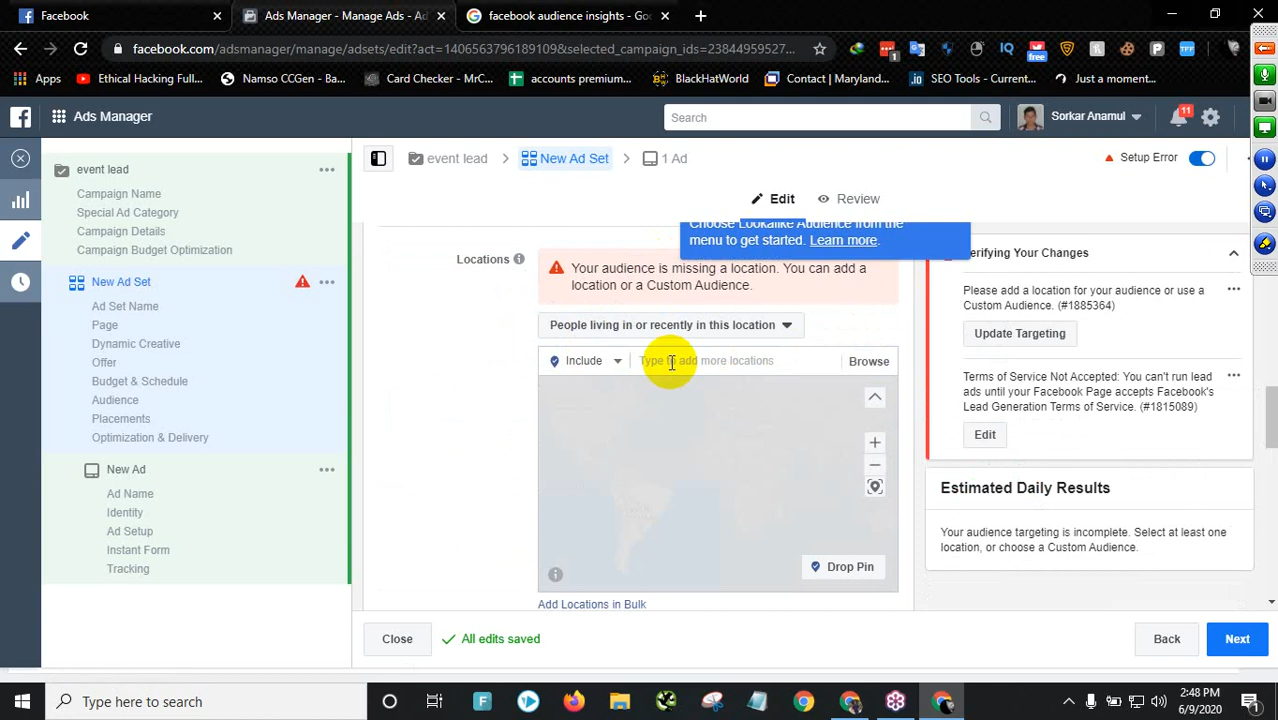 Facebook
Ads Manager - Manage Ads - Ad
facebook audience insights - Goo
facebook.com/adsmanager/manage/adsets/edit?act=1406563796189109&selected_campaign_ids=23844959527...
free
Apps
Ethical Hacking Full...
Namso CCGen - Ba...
Card Checker - MrC...
accounts premium...
BlackHatWorld
Contact | Maryland...
SEO Tools - Current...
Just a moment...
Ads Manager
Search
Sorkar Anamul
11
event lead
New Ad Set
1 Ad
Setup Error
Edit
Review
event lead
Campaign Name
Special Ad Category
Campaign Details
Campaign Budget Optimization
New Ad Set
Ad Set Name
Page
Dynamic Creative
Offer
Budget & Schedule
Audience
Placements
Optimization & Delivery
New Ad
Ad Name
Identity
Ad Setup
Instant Form
Tracking
Choose Lookalike Audience from the
menu to get started. Learn more.
Locations
Your audience is missing a location. You can add a
location or a Custom Audience.
People living in or recently in this location
Include
Type to add more locations
Browse
Drop Pin
Add Locations in Bulk
erifying Your Changes
Please add a location for your audience or use a
Custom Audience. (#1885364)
Update Targeting
Terms of Service Not Accepted: You can't run lead
ads until your Facebook Page accepts Facebook's
Lead Generation Terms of Service. (#1815089)
Edit
Estimated Daily Results
Your audience targeting is incomplete. Select at least one
location, or choose a Custom Audience.
Close
All edits saved
Back
Next
Type here to search
2:48 PM
6/9/2020